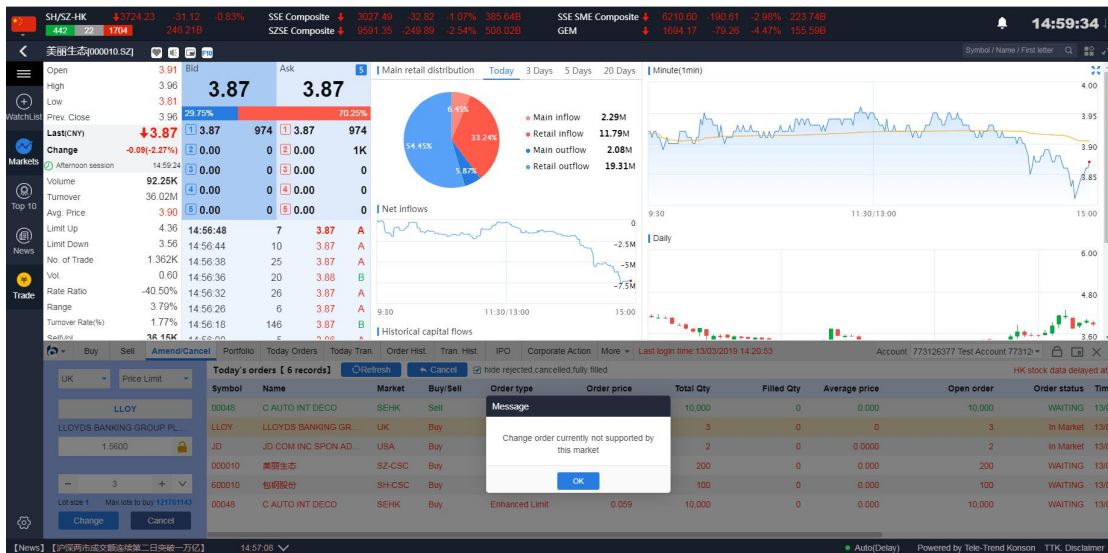 SH/SZ-HK 3724.23 -31.12 -0.83% SSE Composite 3027.49 -32.82 -1.07% 385.64B SSE SME Composite 6210.60 -190.61 -2.98% 223.74B
442 22 1704 246.21B SZSE Composite 9591.35 -249.89 -2.54% 508.02B GEM 1694.17 -79.26 -4.47% 155.59B
14:59:34
美丽生态[000010.SZ] F10
Symbol / Name / First letter
WatchList
Markets
Top 10
News
Trade
Open 3.91
High 3.96
Low 3.81
Prev. Close 3.96
Last(CNY) 3.87
Change -0.09(-2.27%)
Afternoon session 14:59:24
Volume 92.25K
Turnover 36.02M
Avg. Price 3.90
Limit Up 4.36
Limit Down 3.56
No. of Trade 1.362K
Vol. 0.60
Rate Ratio -40.50%
Range 3.79%
Turnover Rate(%) 1.77%
Sell/Vol 36.15K
Bid Ask 5
3.87 3.87
29.75% 70.25%
1 3.87 974 1 3.87 974
2 0.00 0 2 0.00 1K
3 0.00 0 3 0.00 0
4 0.00 0 4 0.00 0
5 0.00 0 5 0.00 0
14:56:48 7 3.87 A
14:56:44 10 3.87 A
14:56:38 25 3.87 A
14:56:36 20 3.88 B
14:56:32 26 3.87 A
14:56:26 6 3.87 A
14:56:18 146 3.87 B
Main retail distribution Today 3 Days 5 Days 20 Days
6.45%
33.24%
54.45%
5.87%
Main inflow 2.29M
Retail inflow 11.79M
Main outflow 2.08M
Retail outflow 19.31M
Net inflows
0
-2.5M
-5M
-7.5M
9:30 11:30/13:00 15:00
Historical capital flows
Minute(1min)
4.00
3.95
3.90
3.85
9:30 11:30/13:00 15:00
Daily
6.00
4.80
3.60
Buy Sell Amend/Cancel Portfolio Today Orders Today Tran. Order Hist. Tran. Hist. IPO Corporate Action More Last login time:13/03/2019 14:20:53 Account 773126377 Test Account 77312
UK Price Limit
LLOY
LLOYDS BANKING GROUP PL...
1.5600
- 3 +
Lot size 1 Max lots to buy 121761143
Change Cancel
Today's orders【 6 records】 Refresh Cancel hide rejected,cancelled,fully filled HK stock data delayed at
Symbol Name Market Buy/Sell Order type Order price Total Qty Filled Qty Average price Open order Order status Tim
00048 C AUTO INT DECO SEHK Sell 10,000 0 0.000 10,000 WAITING 13/0
LLOY LLOYDS BANKING GR... UK Buy 3 0 0 3 In Market 13/0
JD JD COM INC SPON AD... USA Buy 2 0 0.0000 2 In Market 13/0
000010 美丽生态 SZ-CSC Buy 200 0 0.000 200 WAITING 13/0
600010 包钢股份 SH-CSC Buy 100 0 0.000 100 WAITING 13/0
00048 C AUTO INT DECO SEHK Buy Enhanced Limit 0.059 10,000 0 0.000 10,000 WAITING 13/0
Message
Change order currently not supported by
this market
OK
【News】【沪深两市成交额连续第二日突破一万亿】 14:57:08 Auto(Delay) Powered by Tele-Trend Konson TTK. Disclaimer